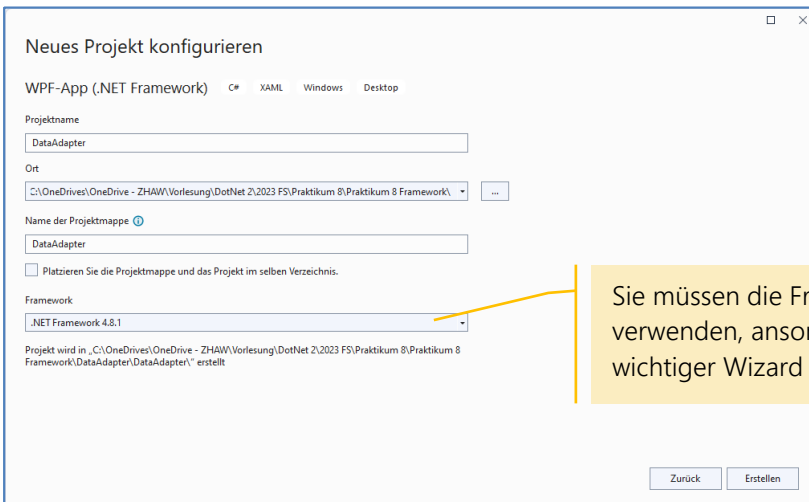 Neues Projekt konfigurieren
WPF-App (.NET Framework) C# XAML Windows Desktop
Projektname
DataAdapter
Ort
C:\OneDrives\OneDrive - ZHAW\Vorlesung\DotNet 2\2023 FS\Praktikum 8\Praktikum 8 Framework\ ...
Name der Projektmappe
DataAdapter
Platzieren Sie die Projektmappe und das Projekt im selben Verzeichnis.
Framework
.NET Framework 4.8.1
Projekt wird in „C:\OneDrives\OneDrive - ZHAW\Vorlesung\DotNet 2\2023 FS\Praktikum 8\Praktikum 8
Framework\DataAdapter\DataAdapter\" erstellt
Sie müssen die
verwenden,
wichtiger Wizard
Zurück Erstellen